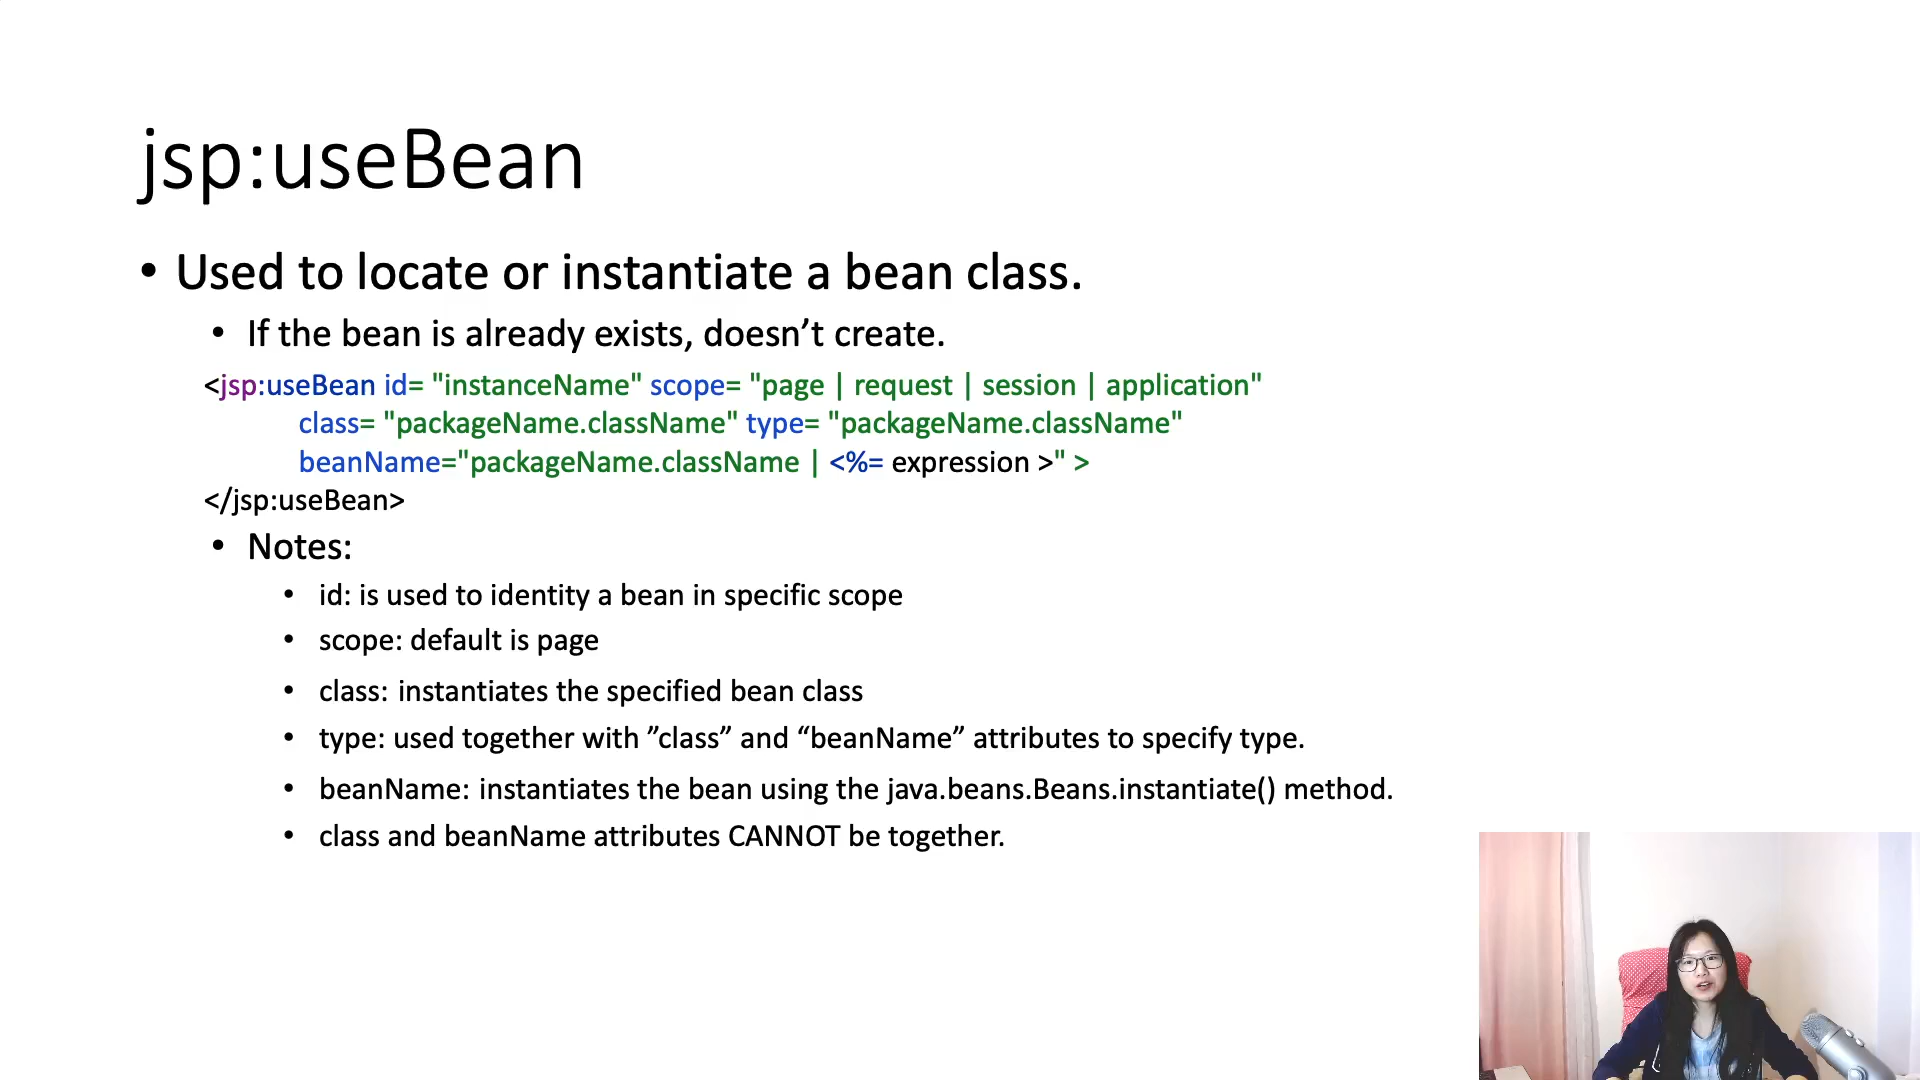 jsp:useBean
• Used to locate or instantiate a bean class.
• If the bean is already exists, doesn’t create.
<jsp:useBean id= "instanceName" scope= "page | request | session | application"
class= "packageName.className" type= "packageName.className"
beanName="packageName.className | <%= expression >" >
</jsp:useBean>
• Notes:
• id: is used to identity a bean in specific scope
• scope: default is page
• class: instantiates the specified bean class
• type: used together with ”class” and “beanName” attributes to specify type.
• beanName: instantiates the bean using the java.beans.Beans.instantiate() method.
• class and beanName attributes CANNOT be together.